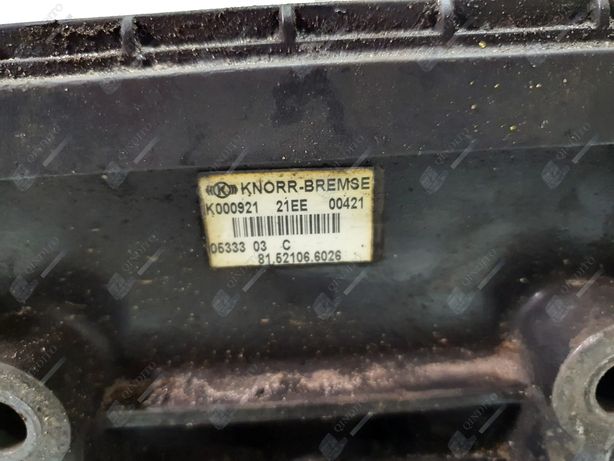 KNORR-BREMSE
K000921 21EE 00421
05333 03 C
81.52106.6026